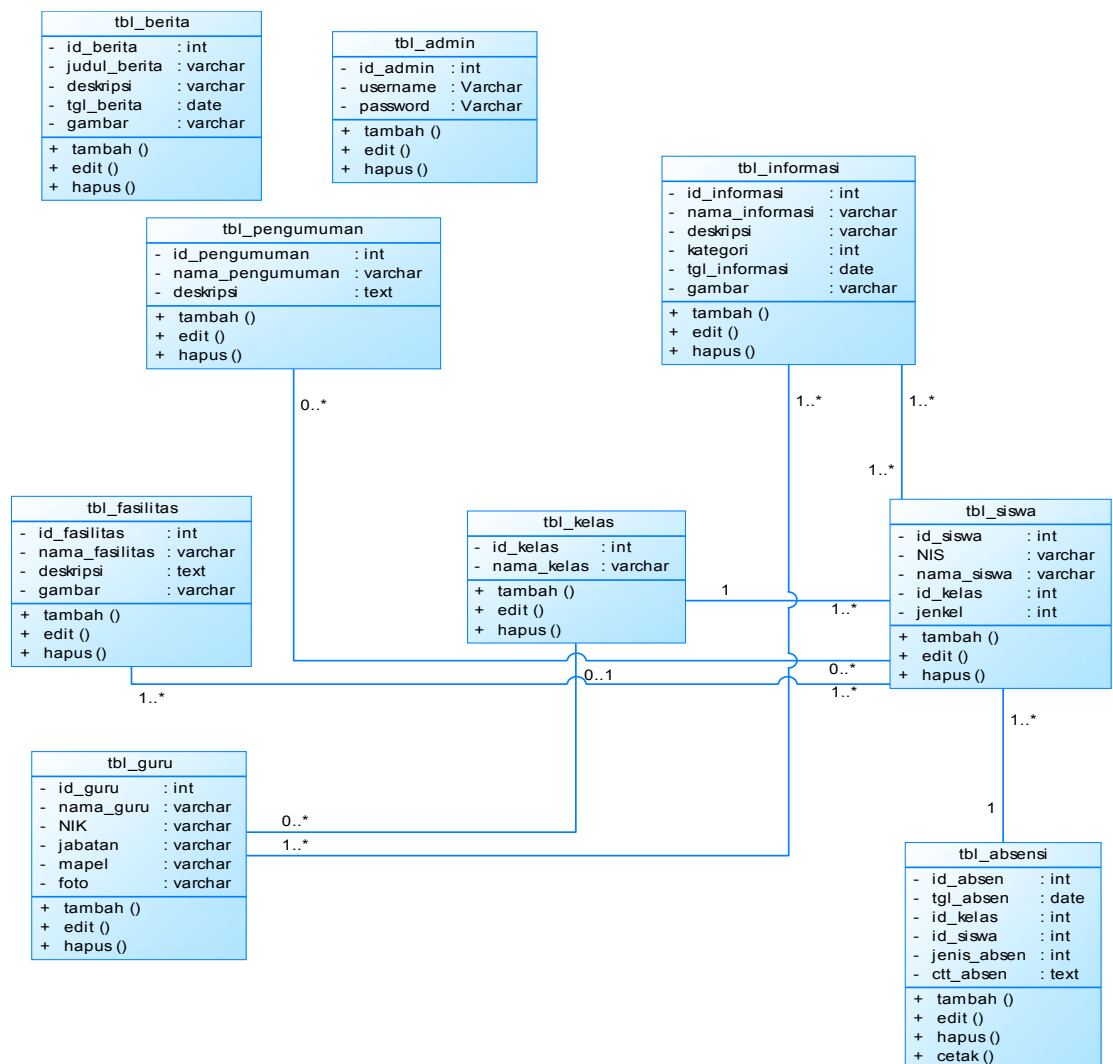 tbl_berita
- id_berita : int
- judul_berita : varchar
- deskripsi : varchar
- tgl_berita : date
- gambar : varchar
+ tambah ()
+ edit ()
+ hapus ()
tbl_admin
- id_admin : int
- username : Varchar
- password : Varchar
+ tambah ()
+ edit ()
+ hapus ()
tbl_informasi
- id_informasi : int
- nama_informasi : varchar
- deskripsi : varchar
- kategori : int
- tgl_informasi : date
- gambar : varchar
+ tambah ()
+ edit ()
+ hapus ()
tbl_pengumuman
- id_pengumuman : int
- nama_pengumuman : varchar
- deskripsi : text
+ tambah ()
+ edit ()
+ hapus ()
0..*
1..*
1..*
1..*
tbl_fasilitas
- id_fasilitas : int
- nama_fasilitas : varchar
- deskripsi : text
- gambar : varchar
+ tambah ()
+ edit ()
+ hapus ()
tbl_kelas
- id_kelas : int
- nama_kelas : varchar
+ tambah ()
+ edit ()
+ hapus ()
tbl_siswa
- id_siswa : int
- NIS : varchar
- nama_siswa : varchar
- id_kelas : int
- jenkel : int
+ tambah ()
+ edit ()
+ hapus ()
1
1..*
0..1
0..*
1..*
1..*
1..*
tbl_guru
- id_guru : int
- nama_guru : varchar
- NIK : varchar
- jabatan : varchar
- mapel : varchar
- foto : varchar
+ tambah ()
+ edit ()
+ hapus ()
0..*
1..*
1
tbl_absensi
- id_absen : int
- tgl_absen : date
- id_kelas : int
- id_siswa : int
- jenis_absen : int
- ctt_absen : text
+ tambah ()
+ edit ()
+ hapus ()
+ cetak ()